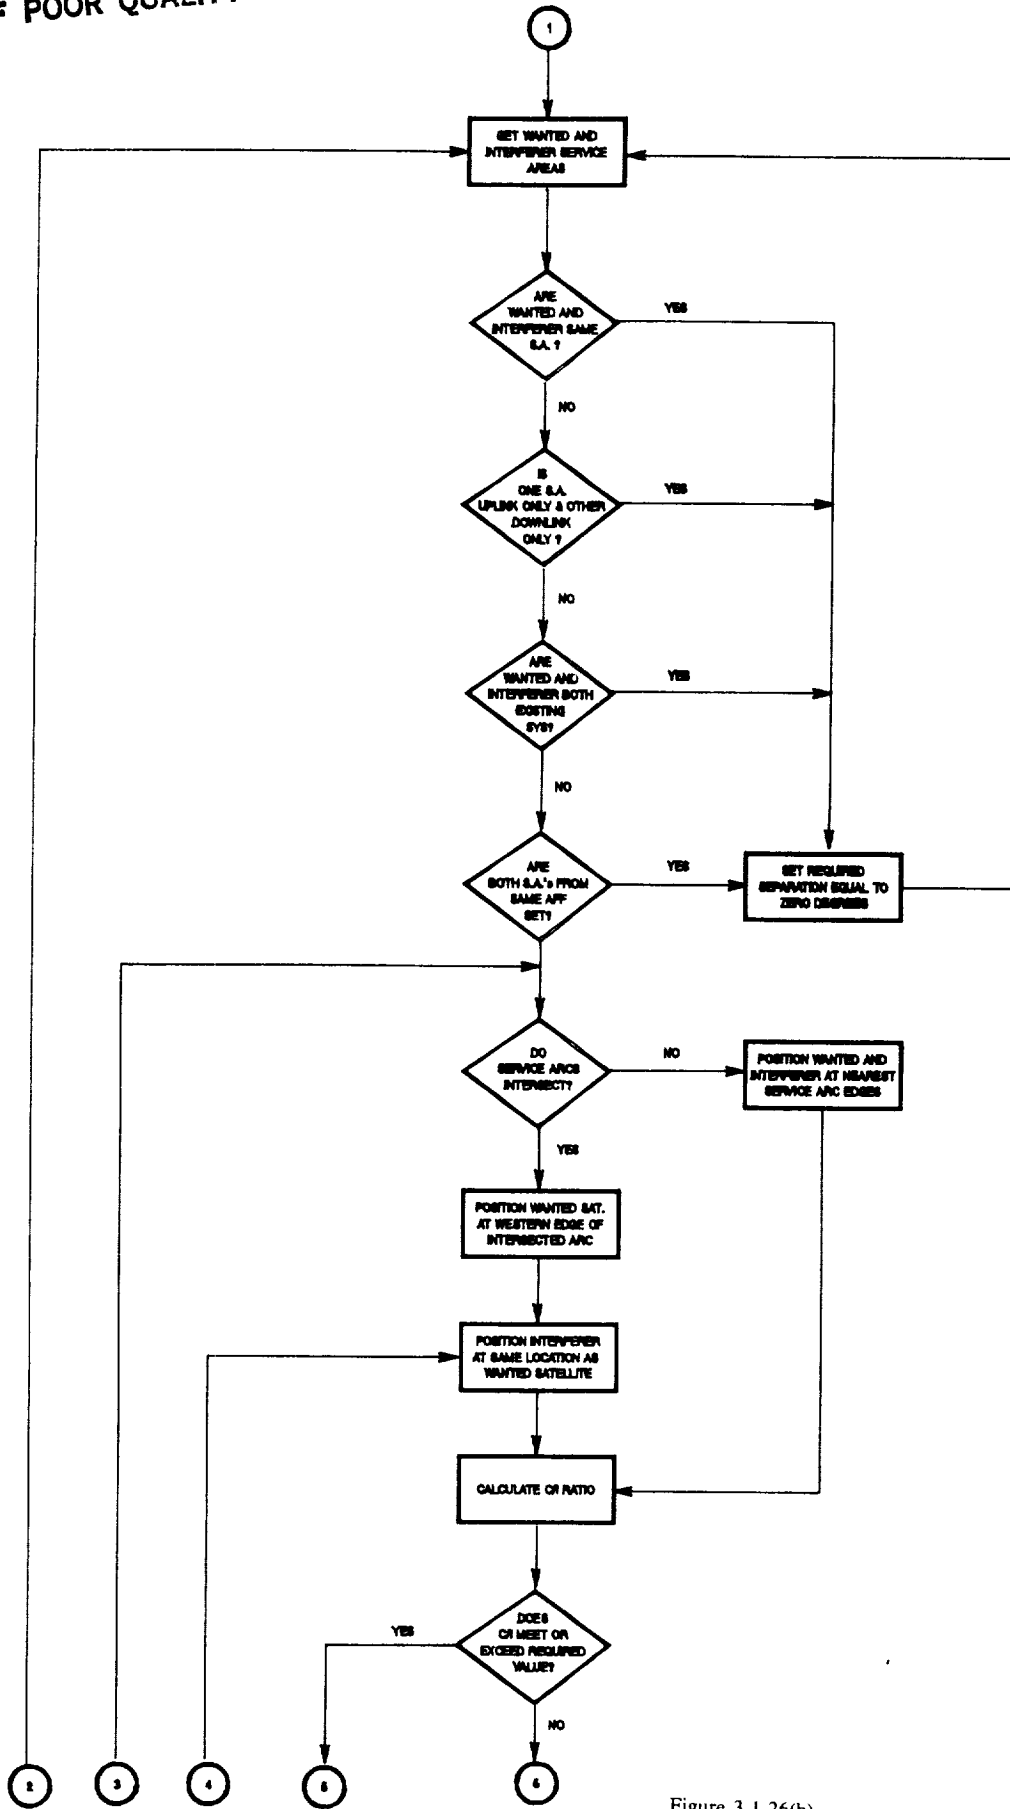 POOR QUALITY
1
GET WANTED AND
INTERFERER SERVICE
AREAS
ARE
WANTED AND
INTERFERER SAME
S.A. ?
YES
NO
IS
ONE S.A.
UPLINK ONLY & OTHER
DOWNLINK
ONLY ?
YES
NO
ARE
WANTED AND
INTERFERER BOTH
EXISTING
SYS?
YES
NO
ARE
BOTH S.A.'s FROM
SAME AFF
SET?
YES
SET REQUIRED
SEPARATION EQUAL TO
ZERO DEGREES
DO
SERVICE ARCS
INTERSECT?
NO
POSITION WANTED AND
INTERFERER AT NEAREST
SERVICE ARC EDGES
YES
POSITION WANTED SAT.
AT WESTERN EDGE OF
INTERSECTED ARC
POSITION INTERFERER
AT SAME LOCATION AS
WANTED SATELLITE
CALCULATE C/I RATIO
DOES
C/I MEET OR
EXCEED REQUIRED
VALUE?
YES
NO
2
3
4
5
6
Figure 3.1.26(b)